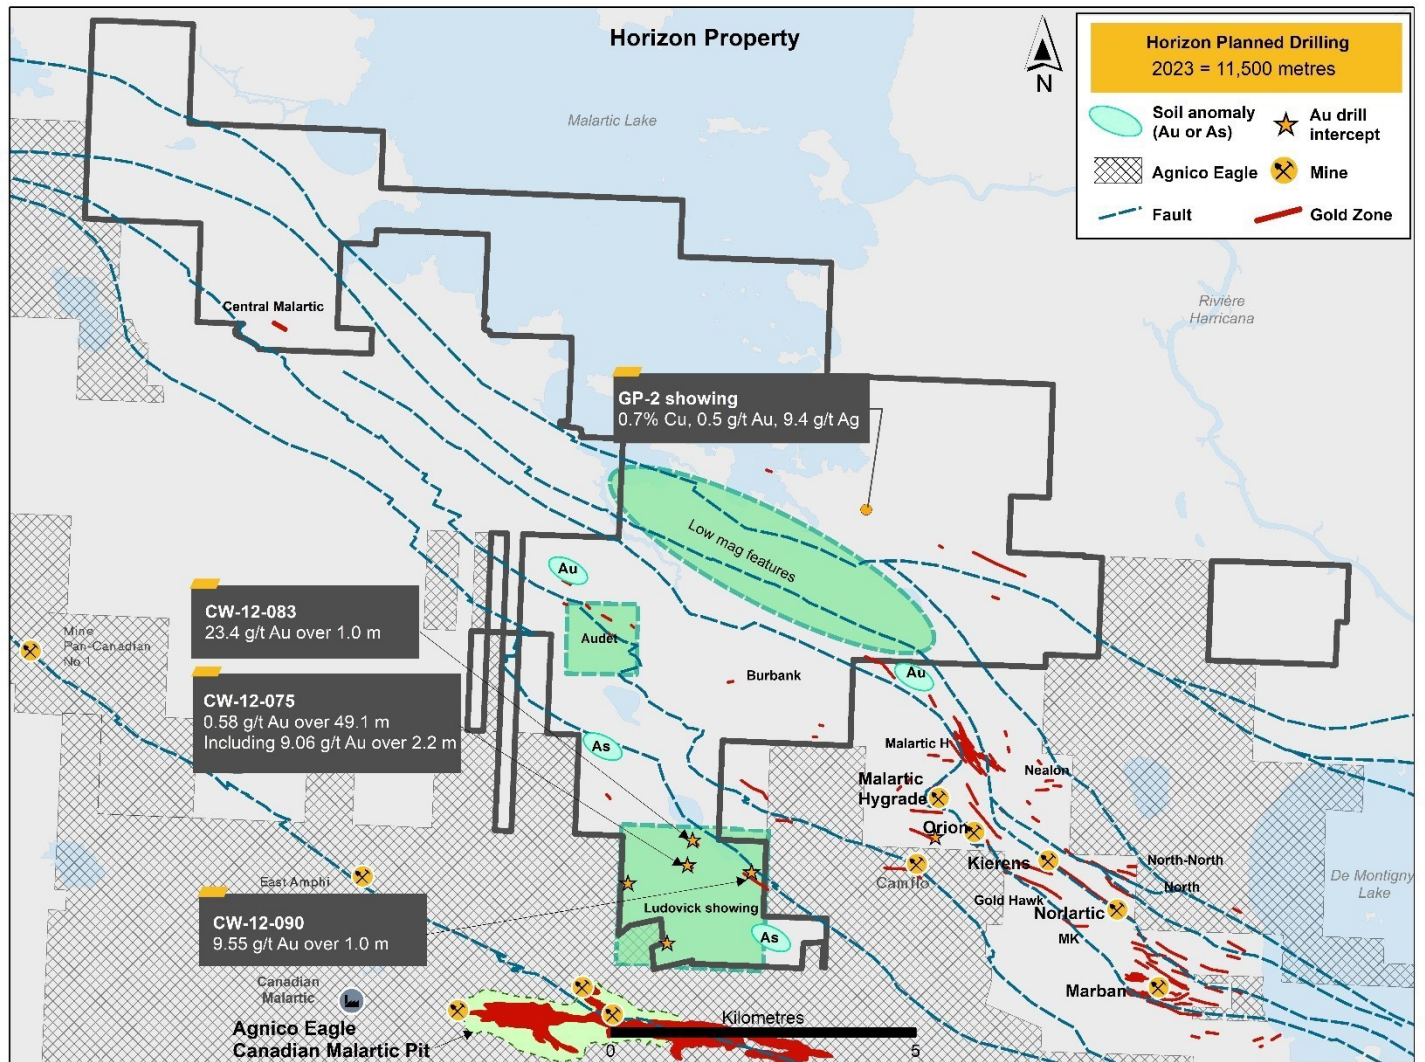 Horizon Property
N
Horizon Planned Drilling
2023 = 11,500 metres
Soil anomaly
(Au or As)
Au drill
intercept
Agnico Eagle
Mine
Fault
Gold Zone
Malartic Lake
Rivière
Harricana
Central Malartic
GP-2 showing
0.7% Cu, 0.5 g/t Au, 9.4 g/t Ag
Low mag features
Au
CW-12-083
23.4 g/t Au over 1.0 m
Audet
Mine
Pan-Canadian
No 1
Burbank
Au
CW-12-075
0.58 g/t Au over 49.1 m
Including 9.06 g/t Au over 2.2 m
As
Malartic H
Nealon
Malartic
Hygrade
Orion
Kierens
North-North
North
Camflo
East Amphi
De Montigny
Lake
Gold Hawk
Norlartic
Ludovick showing
CW-12-090
9.55 g/t Au over 1.0 m
As
MK
Canadian
Malartic
Marban
Agnico Eagle
Canadian Malartic Pit
Kilometres
0
5